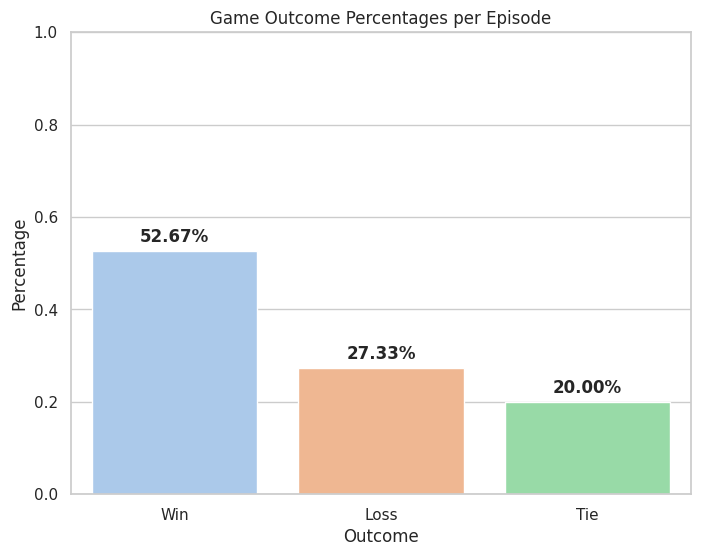 Game Outcome Percentages per Episode
1.0
0.8
0.6
0.4
0.2
0.0
Percentage
52.67%
27.33%
20.00%
Win
Loss
Tie
Outcome